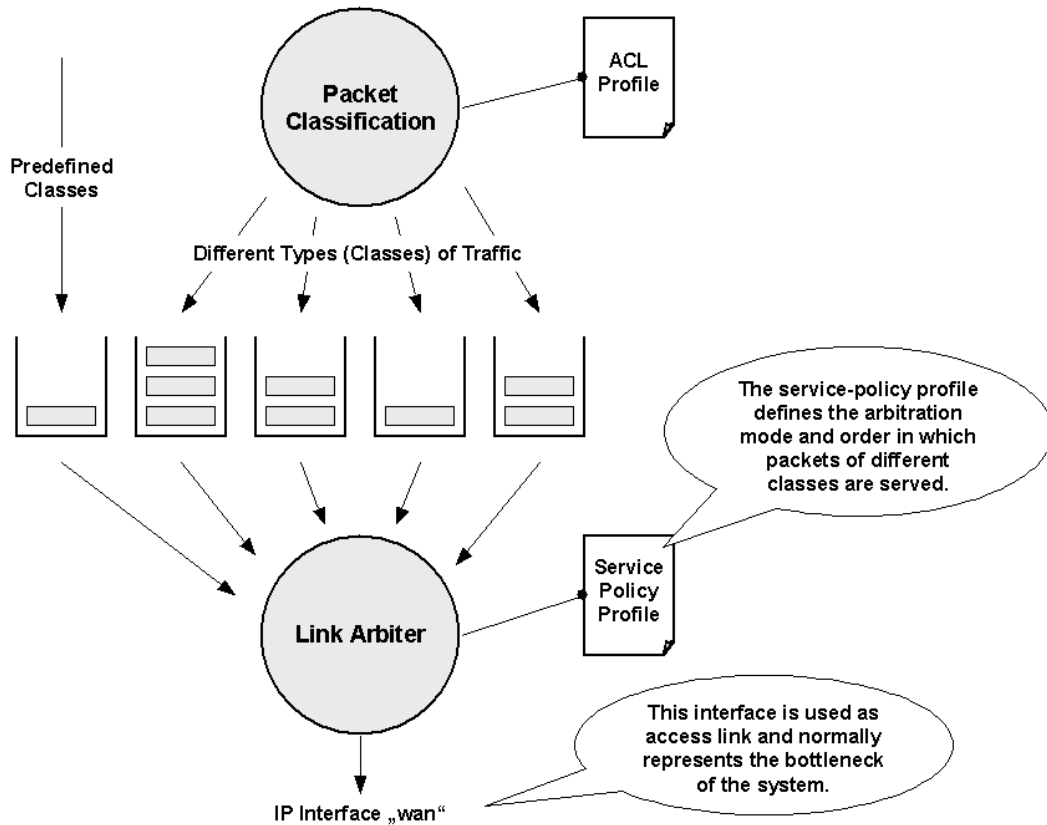 Packet
Classification
ACL
Profile
Predefined
Classes
Different Types (Classes) of Traffic
The service-policy profile
defines the arbitration
mode and order in which
packets of different
classes are served.
Service
Policy
Profile
Link Arbiter
This interface is used as
access link and normally
represents the bottleneck
of the system.
IP Interface „wan“